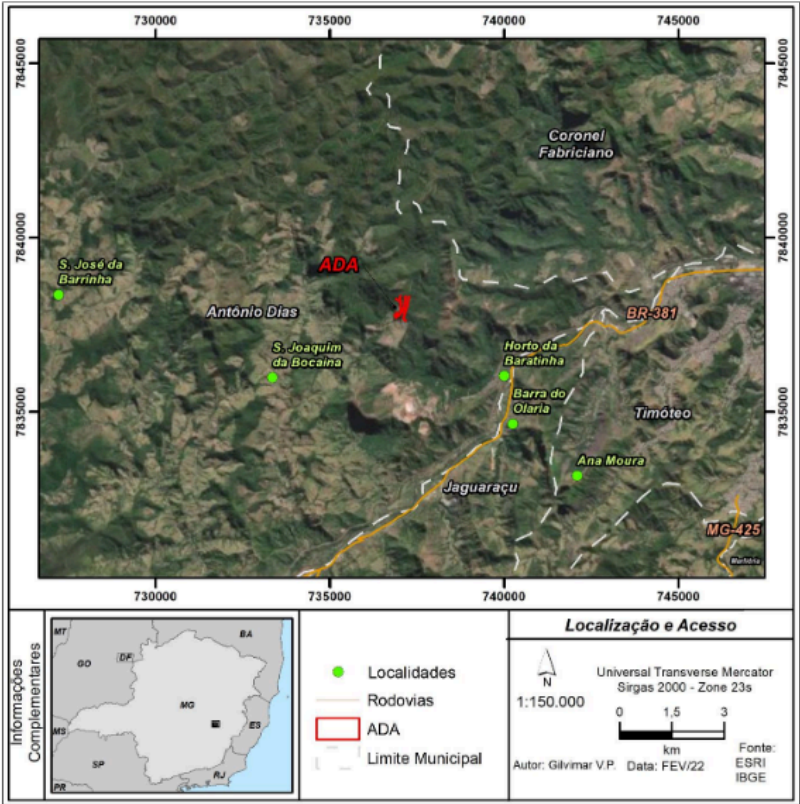 730000
735000
740000
745000
7845000
7845000
Coronel
Fabriciano
7840000
7840000
S. José da
Barrinha
ADA
Antônio Dias
BR-381
S. Joaquim
da Bocaina
Horto da
Baratinha
Barra do
Olaria
7835000
7835000
Timóteo
Ana Moura
Jaguaraçu
MG-425
Marliéria
730000
735000
740000
745000
Informações
Complementares
MT
BA
GO
DF
MG
MS
ES
SP
RJ
PR
Localidades
Rodovias
ADA
Limite Municipal
Localização e Acesso
N
1:150.000
Universal Transverse Mercator
Sirgas 2000 - Zone 23s
0 1,5 3
km
Autor: Gilvimar V.P.
Data: FEV/22
Fonte:
ESRI
IBGE